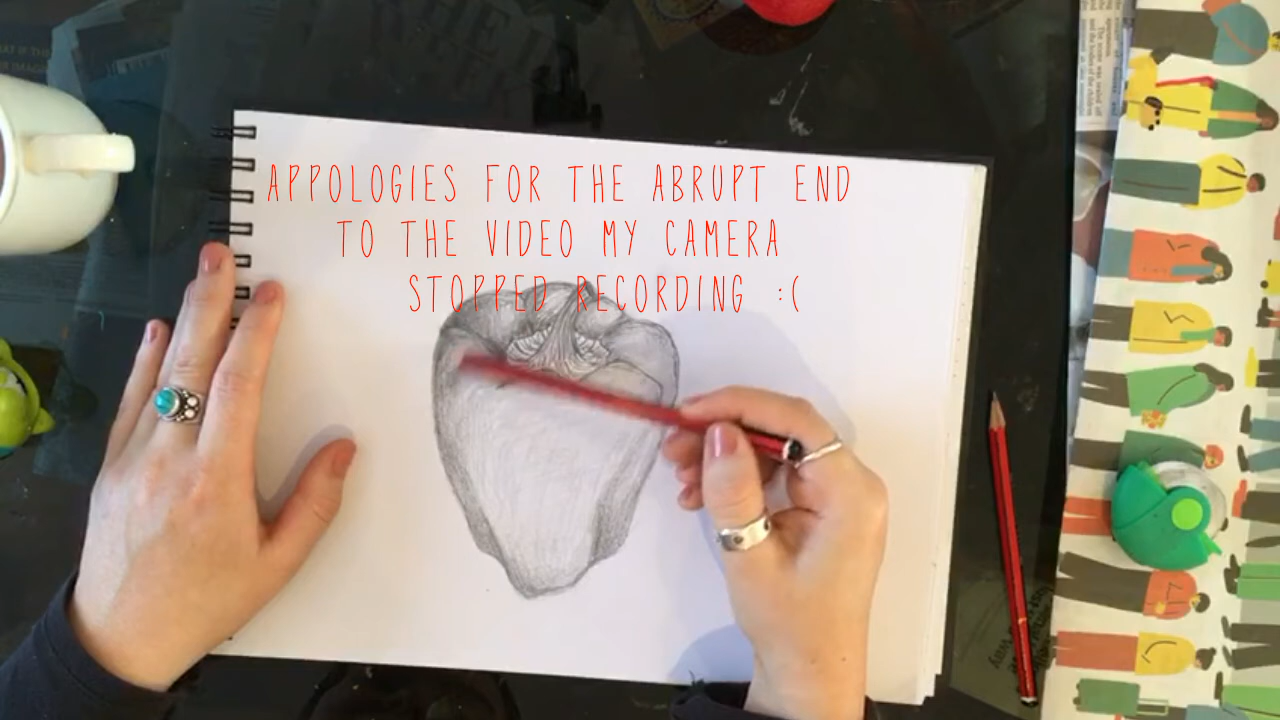 APPOLOGIES FOR THE ABRUPT END
TO THE VIDEO MY CAMERA
STOPPED RECORDING :(